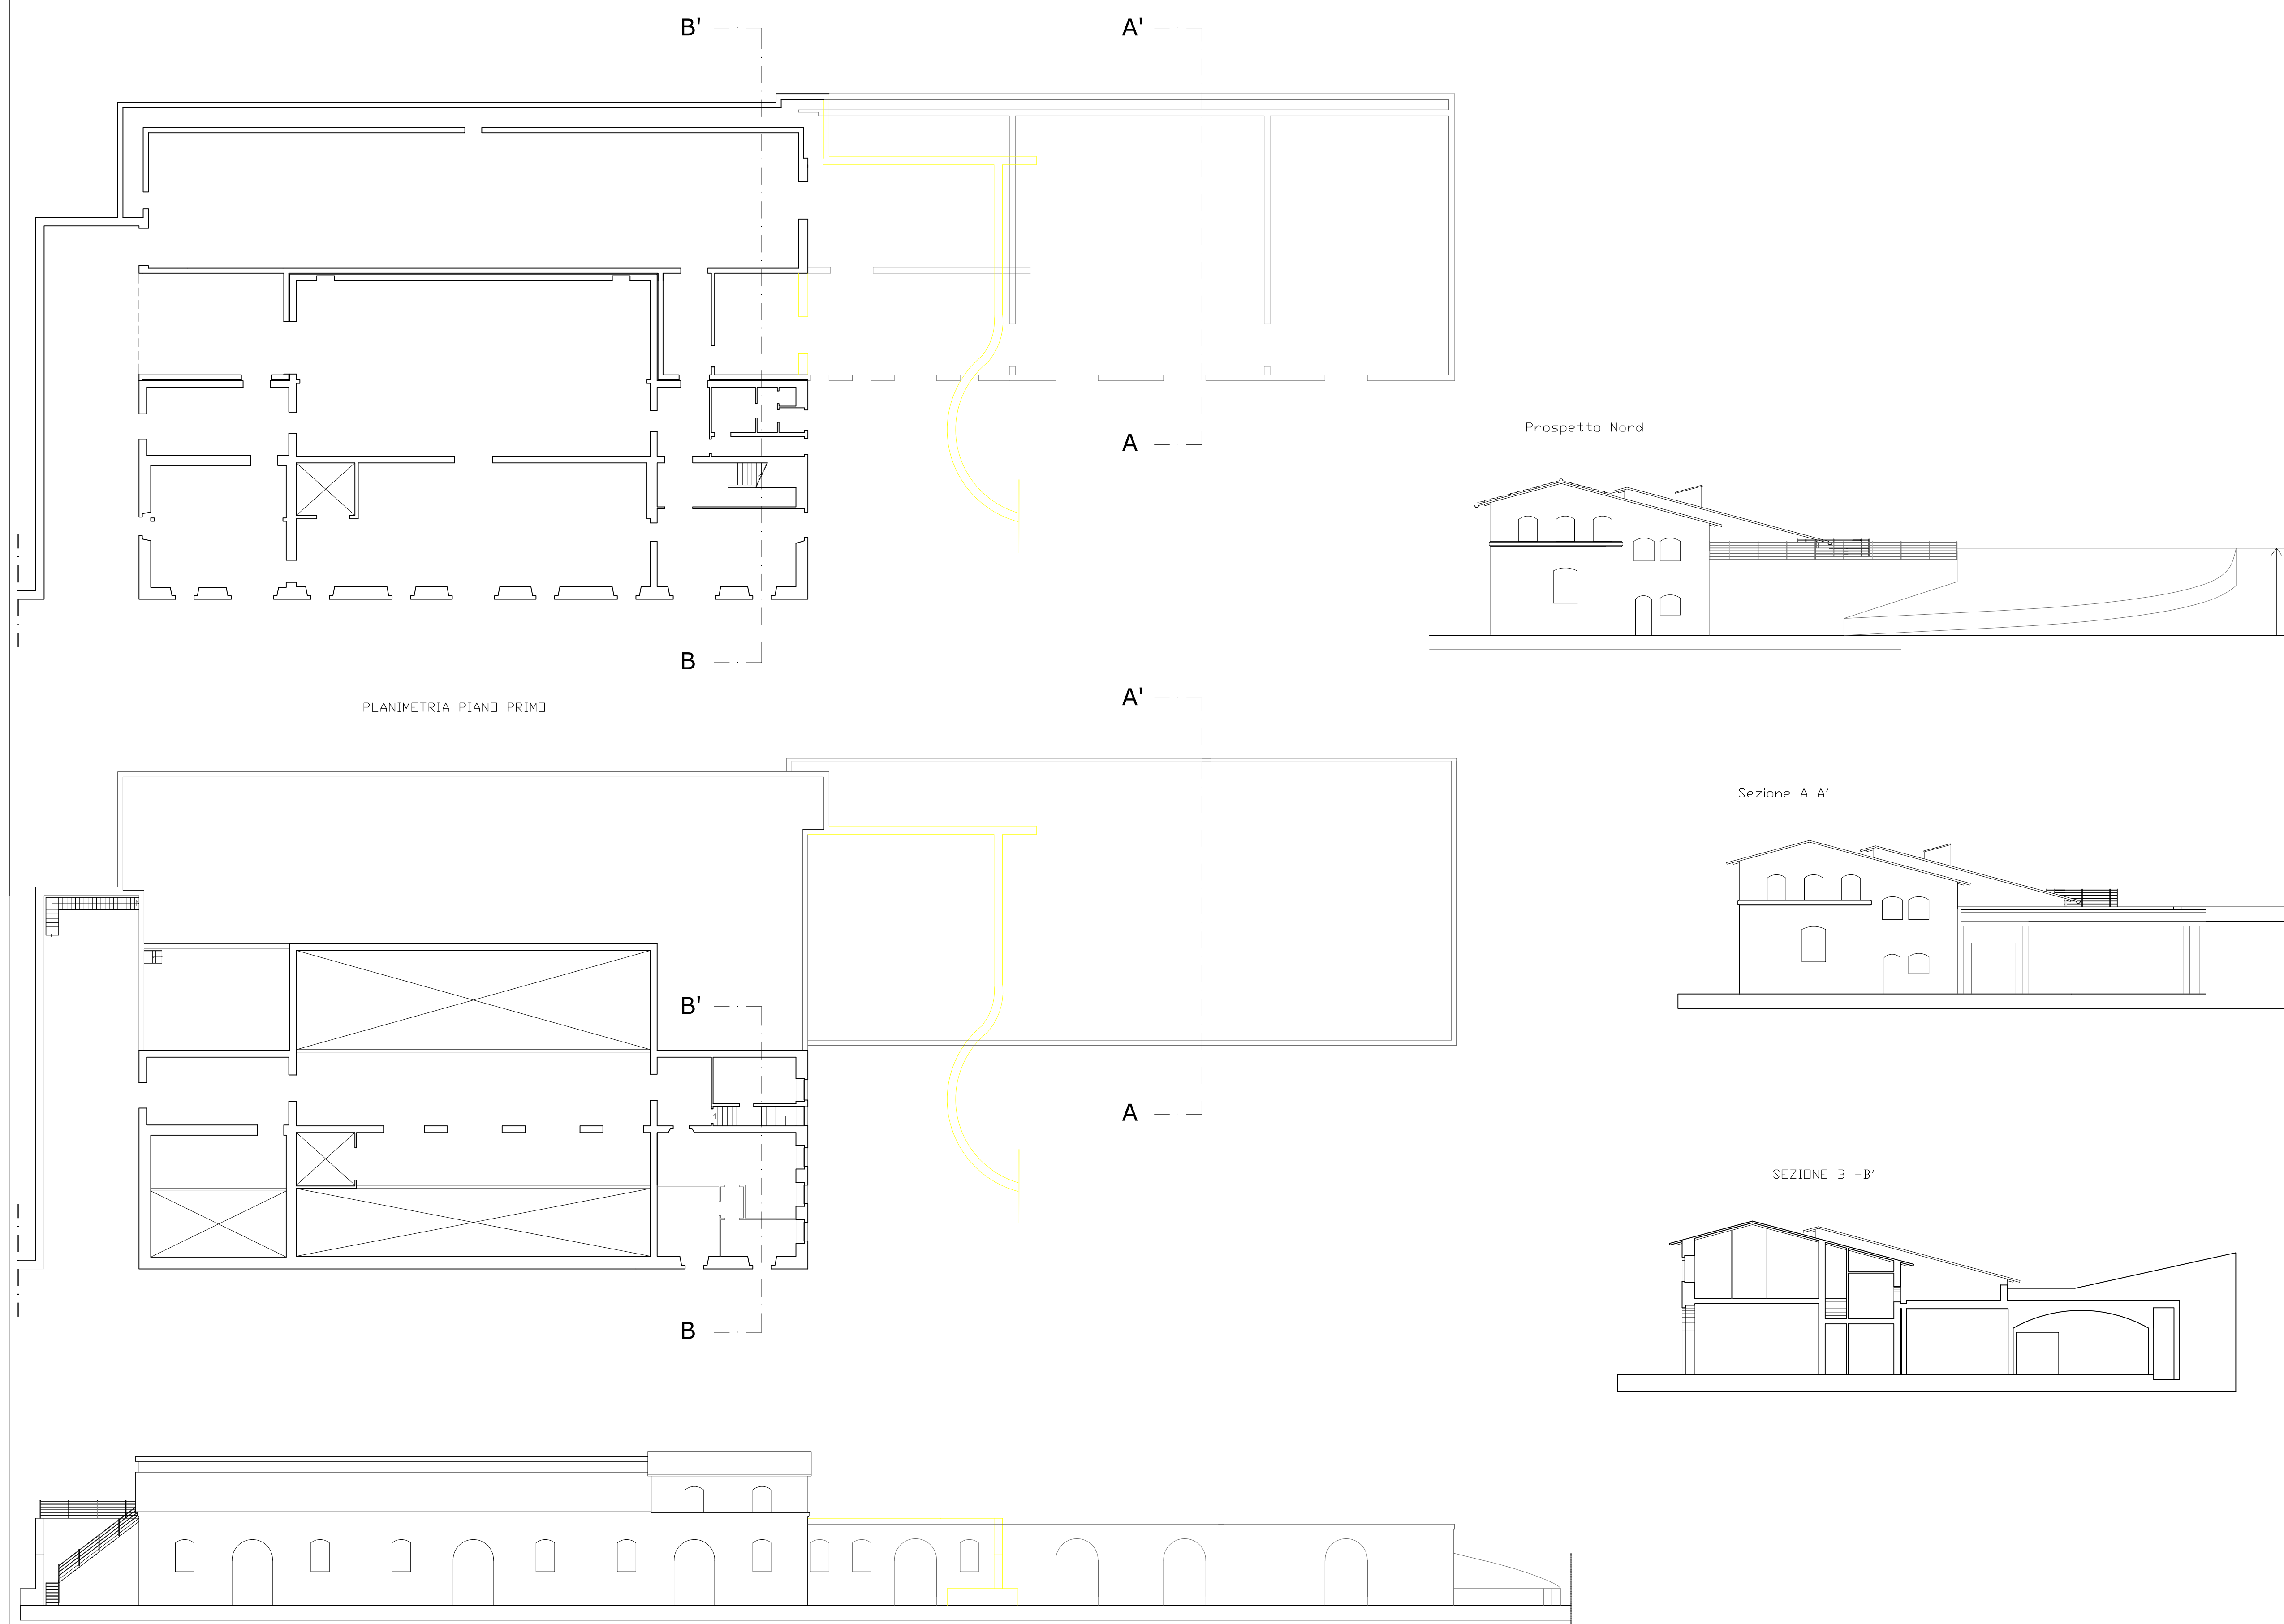 B'
A'
Prospetto Nord
A
B
A'
PLANIMETRIA PIANO PRIMO
Sezione A-A'
B'
A
SEZIONE B -B'
B